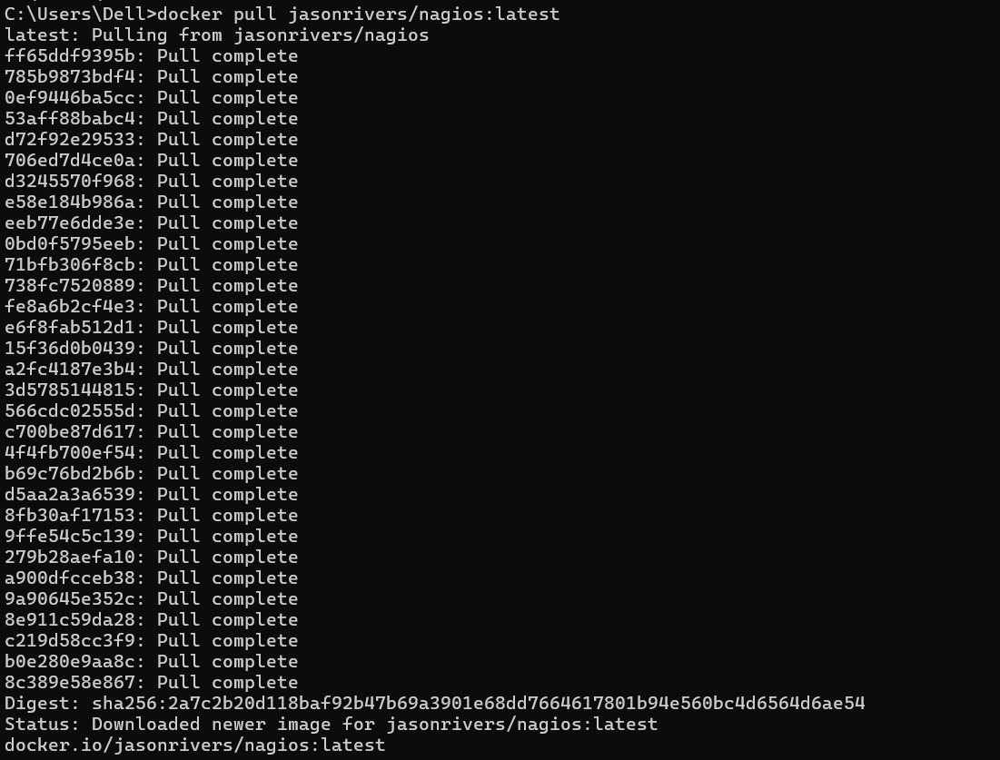 C:\Users\Dell>docker pull jasonrivers/nagios:latest
latest: Pulling from jasonrivers/nagios
ff65ddf9395b: Pull complete
785b9873bdf4: Pull complete
0ef9446ba5cc: Pull complete
53aff88babc4: Pull complete
d72f92e29533: Pull complete
706ed7d4ce0a: Pull complete
d3245570f968: Pull complete
e58e184b986a: Pull complete
eeb77e6dde3e: Pull complete
0bd0f5795eeb: Pull complete
71bfb306f8cb: Pull complete
738fc7520889: Pull complete
fe8a6b2cf4e3: Pull complete
e6f8fab512d1: Pull complete
15f36d0b0439: Pull complete
a2fc4187e3b4: Pull complete
3d5785144815: Pull complete
566cdc02555d: Pull complete
c700be87d617: Pull complete
4f4fb700ef54: Pull complete
b69c76bd2b6b: Pull complete
d5aa2a3a6539: Pull complete
8fb30af17153: Pull complete
9ffe54c5c139: Pull complete
279b28aefa10: Pull complete
a900dfcceb38: Pull complete
9a90645e352c: Pull complete
8e911c59da28: Pull complete
c219d58cc3f9: Pull complete
b0e280e9aa8c: Pull complete
8c389e58e867: Pull complete
Digest: sha256:2a7c2b20d118baf92b47b69a3901e68dd7664617801b94e560bc4d6564d6ae54
Status: Downloaded newer image for jasonrivers/nagios:latest
docker.io/jasonrivers/nagios:latest